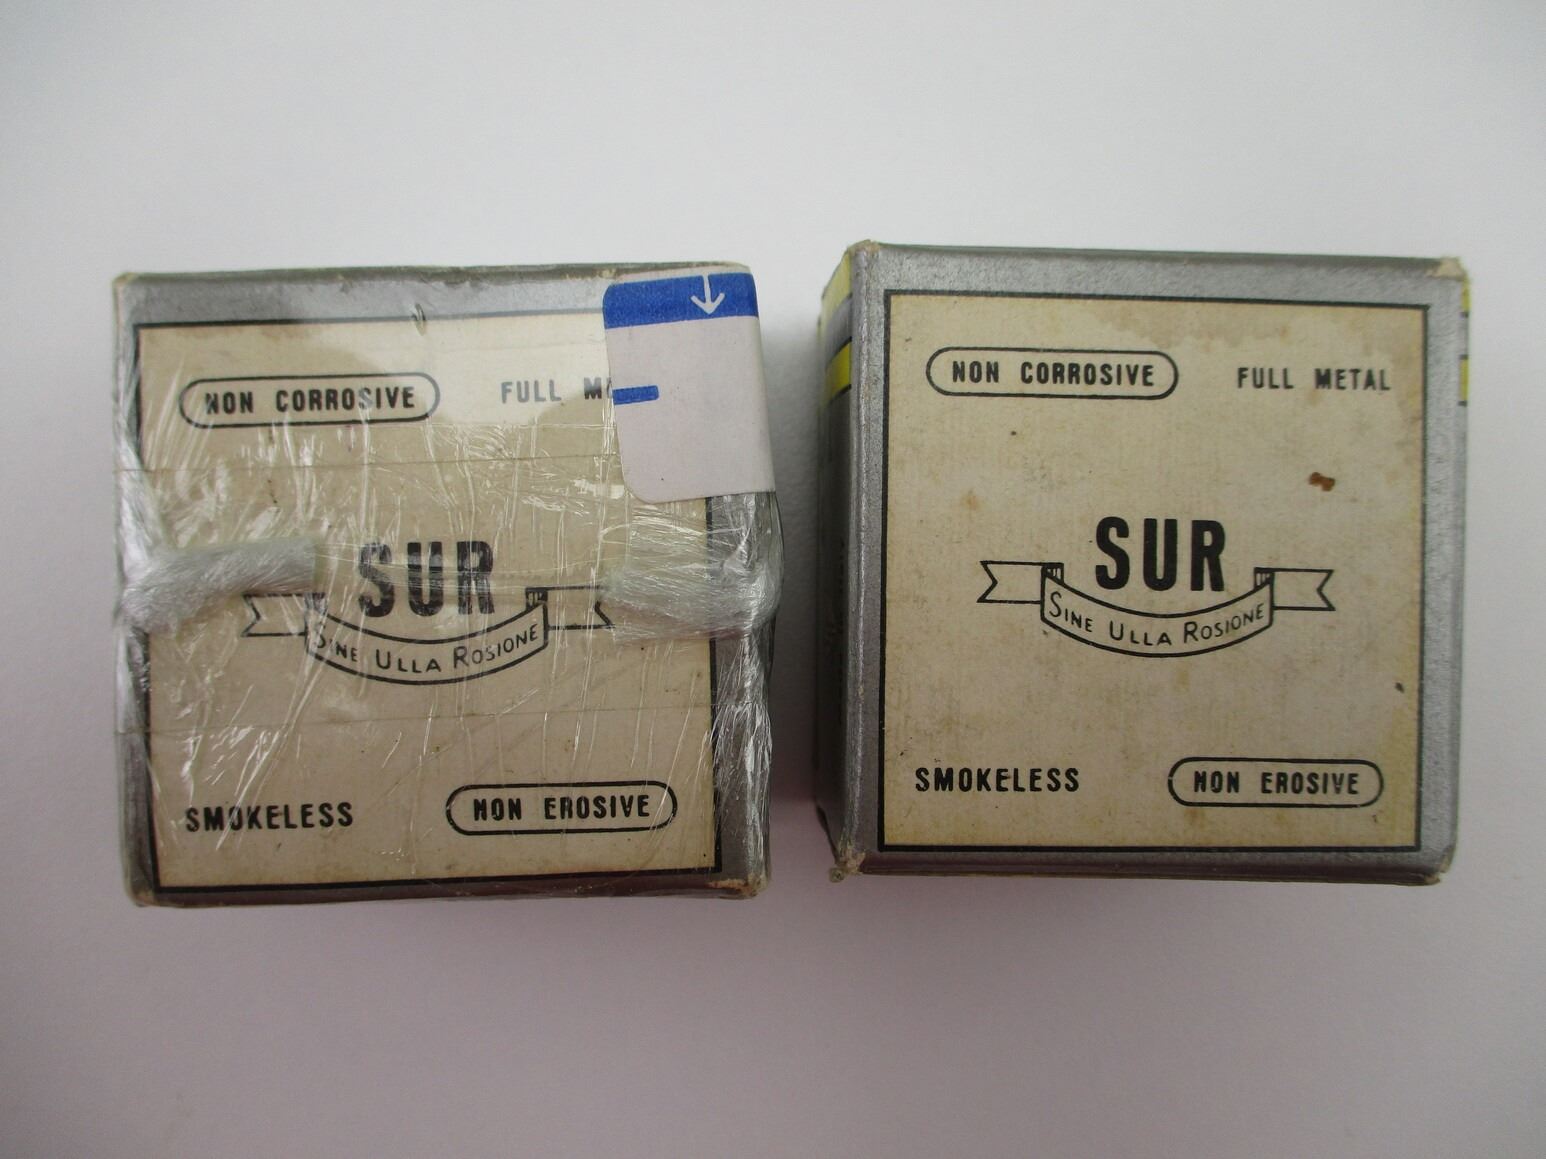 NON CORROSIVE FULL
SUR
SINE ULLA ROSIONE
SMOKELESS NON EROSIVE
NON CORROSIVE FULL METAL
SUR
SINE ULLA ROSIONE
SMOKELESS NON EROSIVE